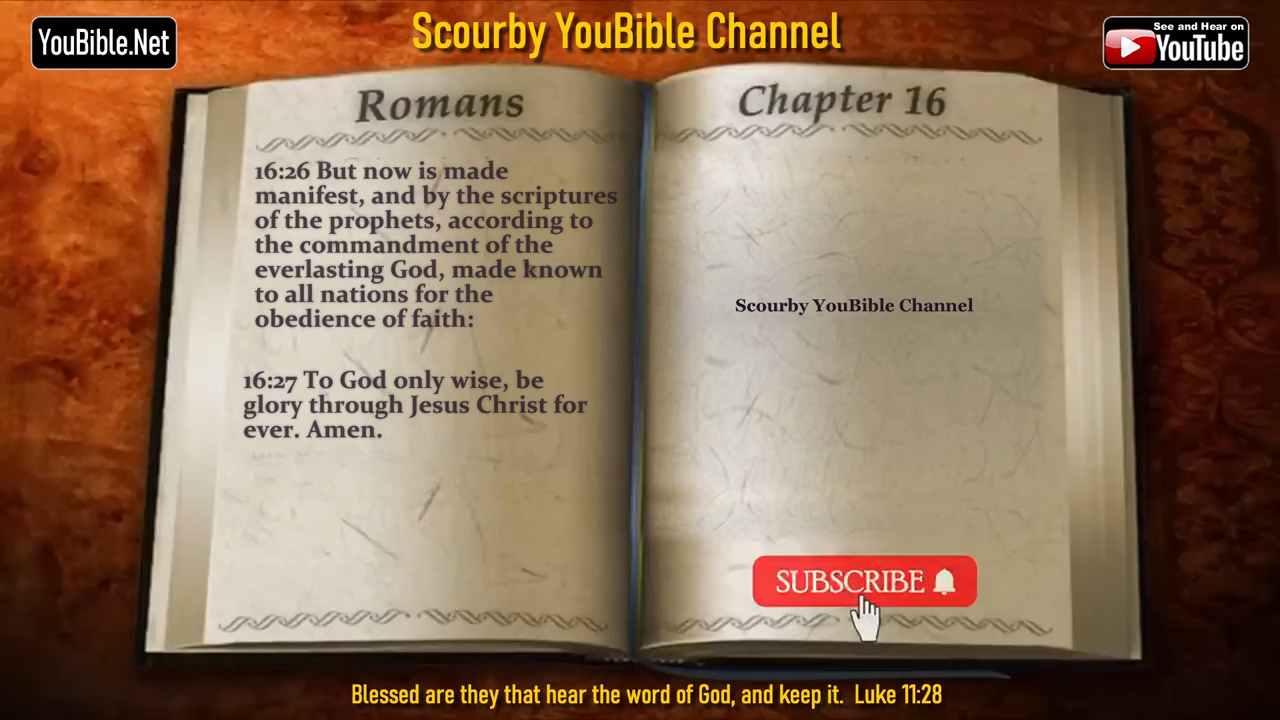 YouBible.Net
Scourby YouBible Channel
See and Hear on
YouTube
Romans
Chapter 16
16:26 But now is made
manifest, and by the scriptures
of the prophets, according to
the commandment of the
everlasting God, made known
to all nations for the
obedience of faith:
16:27 To God only wise, be
glory through Jesus Christ for
ever. Amen.
Scourby YouBible Channel
SUBSCRIBE
Blessed are they that hear the word of God, and keep it. Luke 11:28